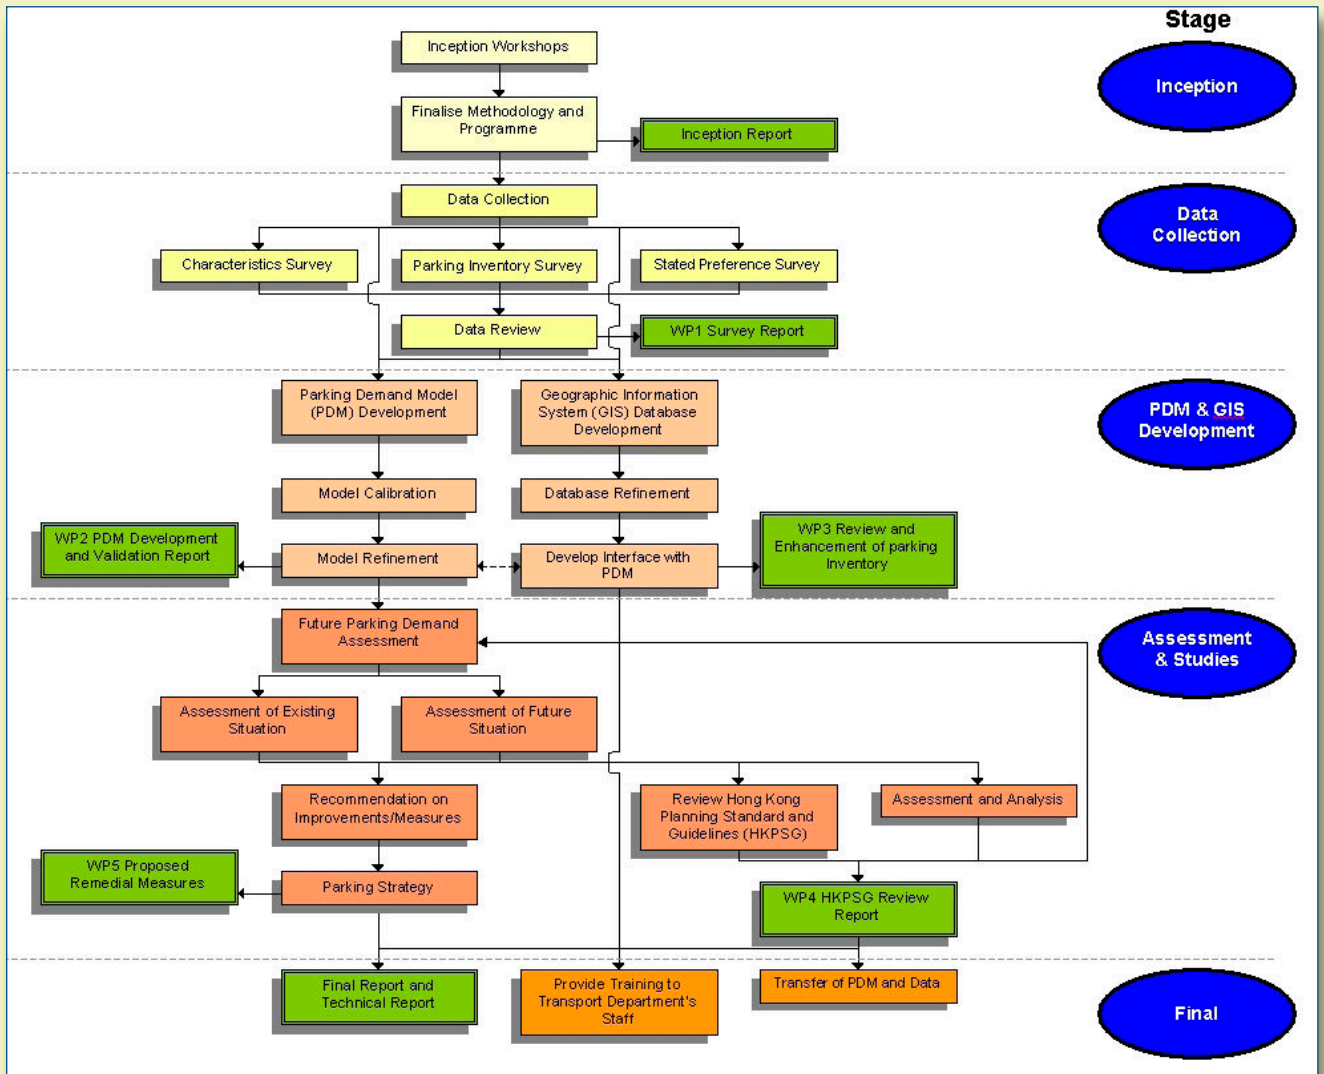 Stage
Inception Workshops
Inception
Finalise Methodology and
Programme
Inception Report
Data Collection
Data
Collection
Characteristics Survey
Parking Inventory Survey
Stated Preference Survey
Data Review
WP1 Survey Report
Parking Demand Model
(PDM) Development
Geographic Information
System (GIS) Database
Development
PDM & GIS
Development
Model Calibration
Database Refinement
WP2 PDM Development
and Validation Report
Model Refinement
Develop Interface with
PDM
WP3 Review and
Enhancement of parking
Inventory
Future Parking Demand
Assessment
Assessment
& Studies
Assessment of Existing
Situation
Assessment of Future
Situation
Recommendation on
Improvements/Measures
Review Hong Kong
Planning Standard and
Guidelines (HKPSG)
Assessment and Analysis
WP5 Proposed
Remedial Measures
Parking Strategy
WP4 HKPSG Review
Report
Final Report and
Technical Report
Provide Training to
Transport Department's
Staff
Transfer of PDM and Data
Final